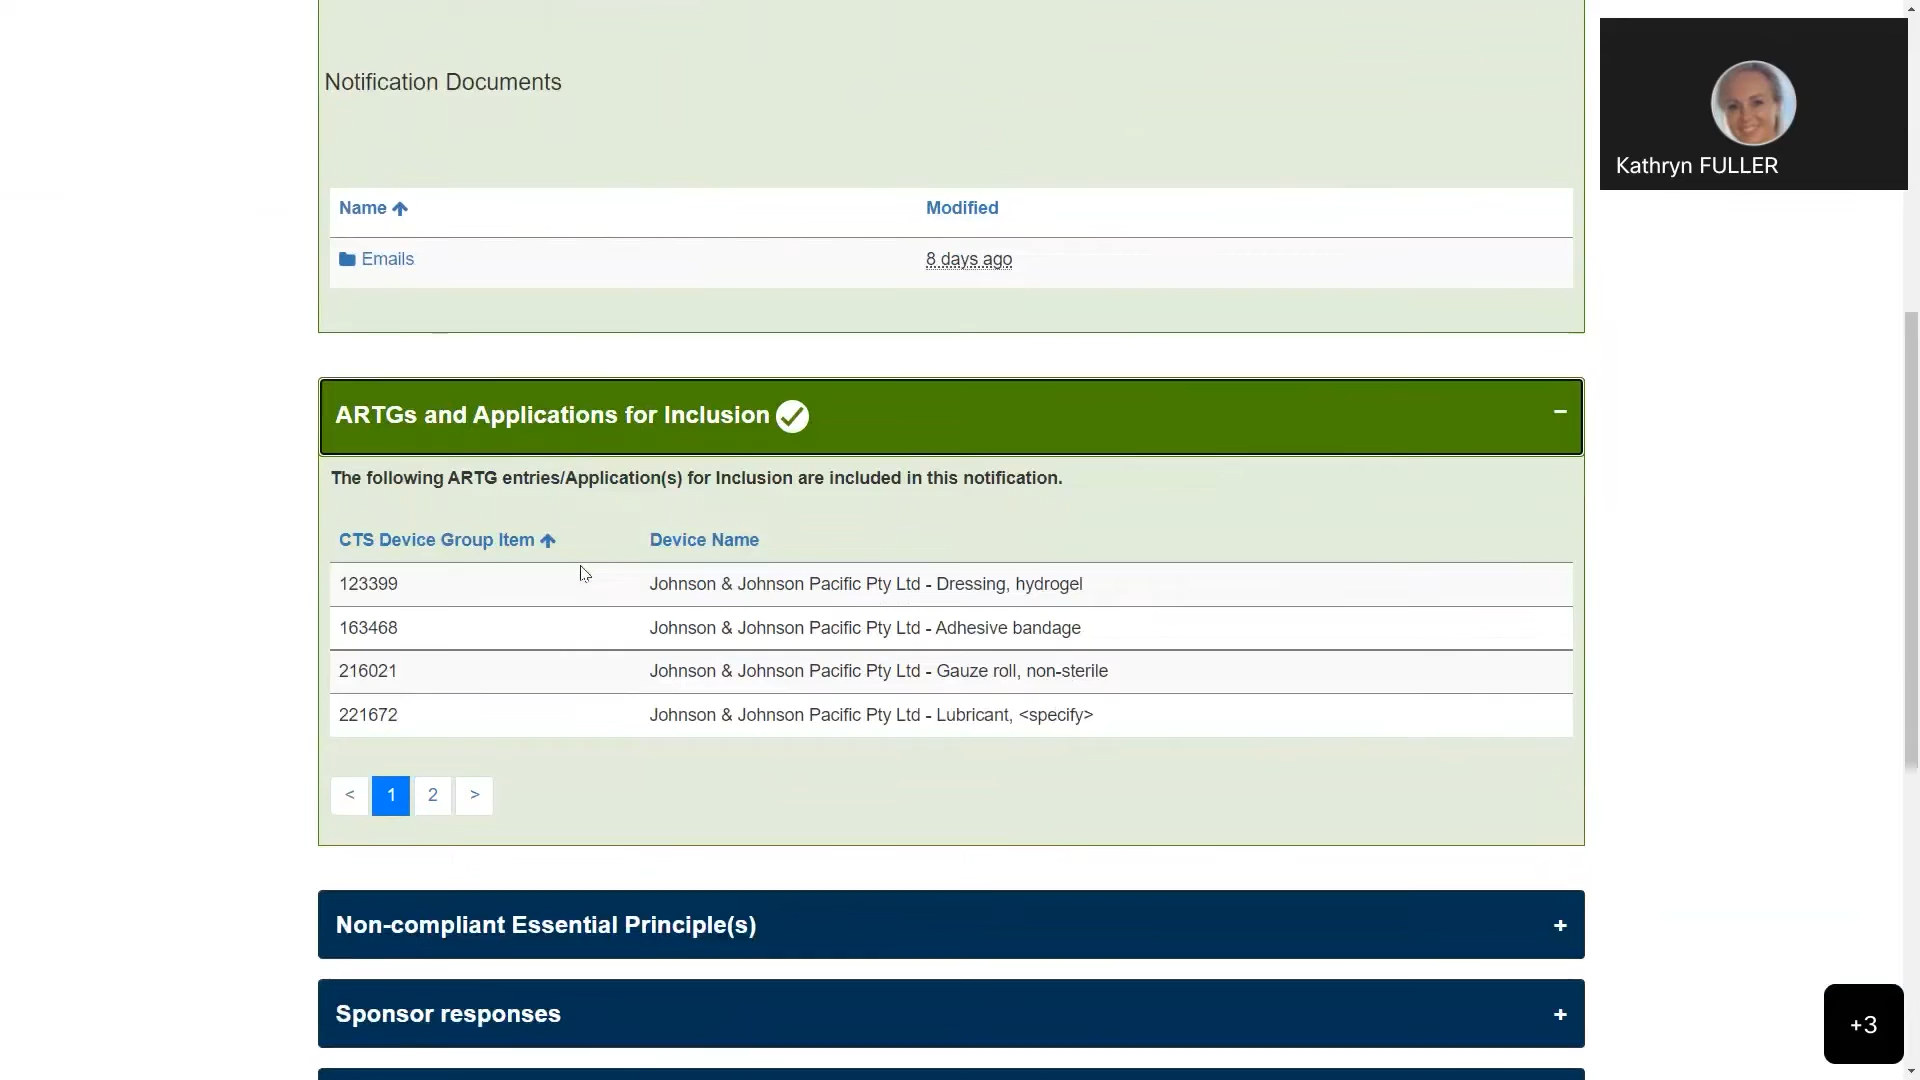 Notification Documents
Kathryn FULLER
Name Modified
Emails 8 days ago
ARTGs and Applications for Inclusion
The following ARTG entries/Application(s) for Inclusion are included in this notification.
CTS Device Group Item Device Name
123399 Johnson & Johnson Pacific Pty Ltd - Dressing, hydrogel
163468 Johnson & Johnson Pacific Pty Ltd - Adhesive bandage
216021 Johnson & Johnson Pacific Pty Ltd - Gauze roll, non-sterile
221672 Johnson & Johnson Pacific Pty Ltd - Lubricant, <specify>
< 1 2 >
Non-compliant Essential Principle(s) +
Sponsor responses +
+3